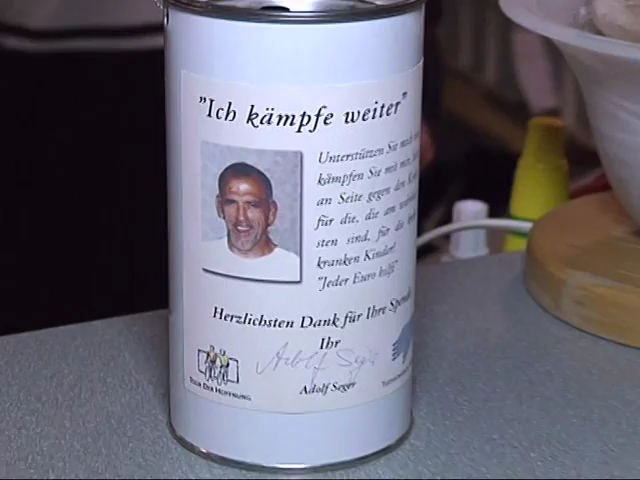 "Ich kämpfe weiter"
Unterstützen Sie mich
kämpfen Sie mit mir,
an Seite gegen den
für die, die am
sten sind, für die
kranken Kinder!
"Jeder Euro hilft"
Herzlichsten Dank für Ihre Spende
Ihr
Adolf Seger
Adolf Seger
TOUR DER HOFFNUNG